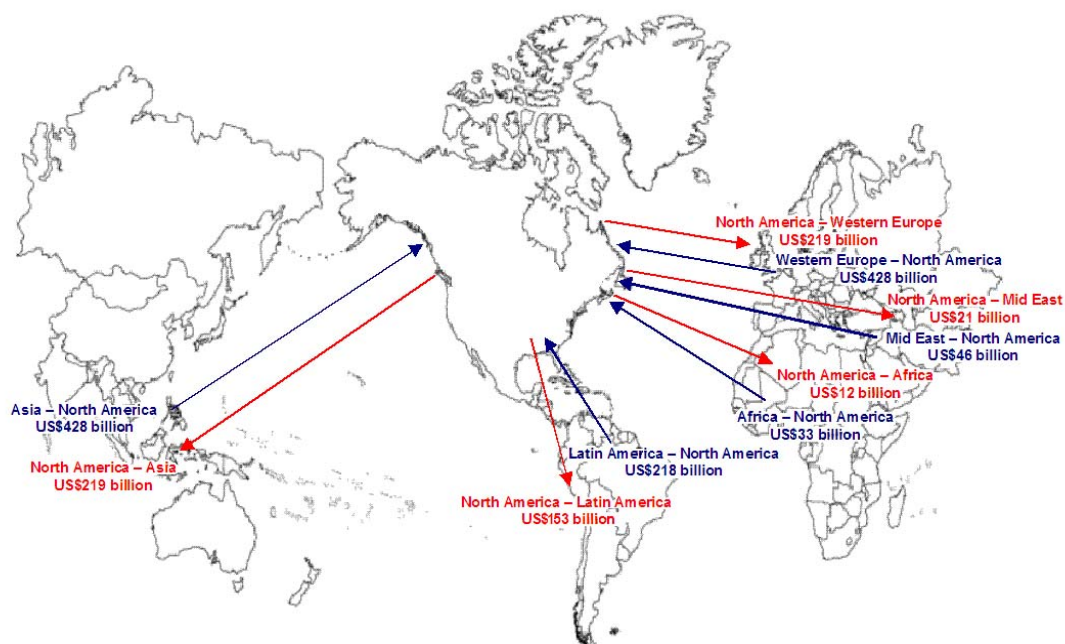 North America – Western Europe
US$219 billion
Western Europe – North America
US$428 billion
North America – Mid East
US$21 billion
Mid East – North America
US$46 billion
North America – Africa
US$12 billion
Africa – North America
US$33 billion
Asia – North America
US$428 billion
North America – Asia
US$219 billion
Latin America – North America
US$218 billion
North America – Latin America
US$153 billion